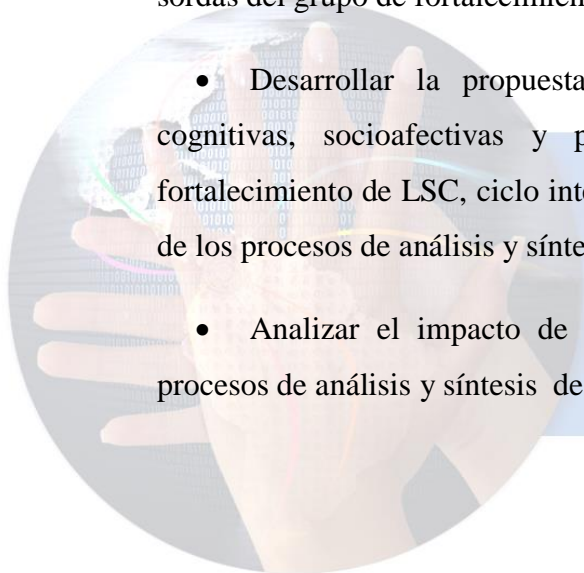 sordas del grupo de fortalecimien
• Desarrollar la propuesta
cognitivas, socioafectivas y p
fortalecimiento de LSC, ciclo int
de los procesos de análisis y sínte
• Analizar el impacto de
procesos de análisis y síntesis de